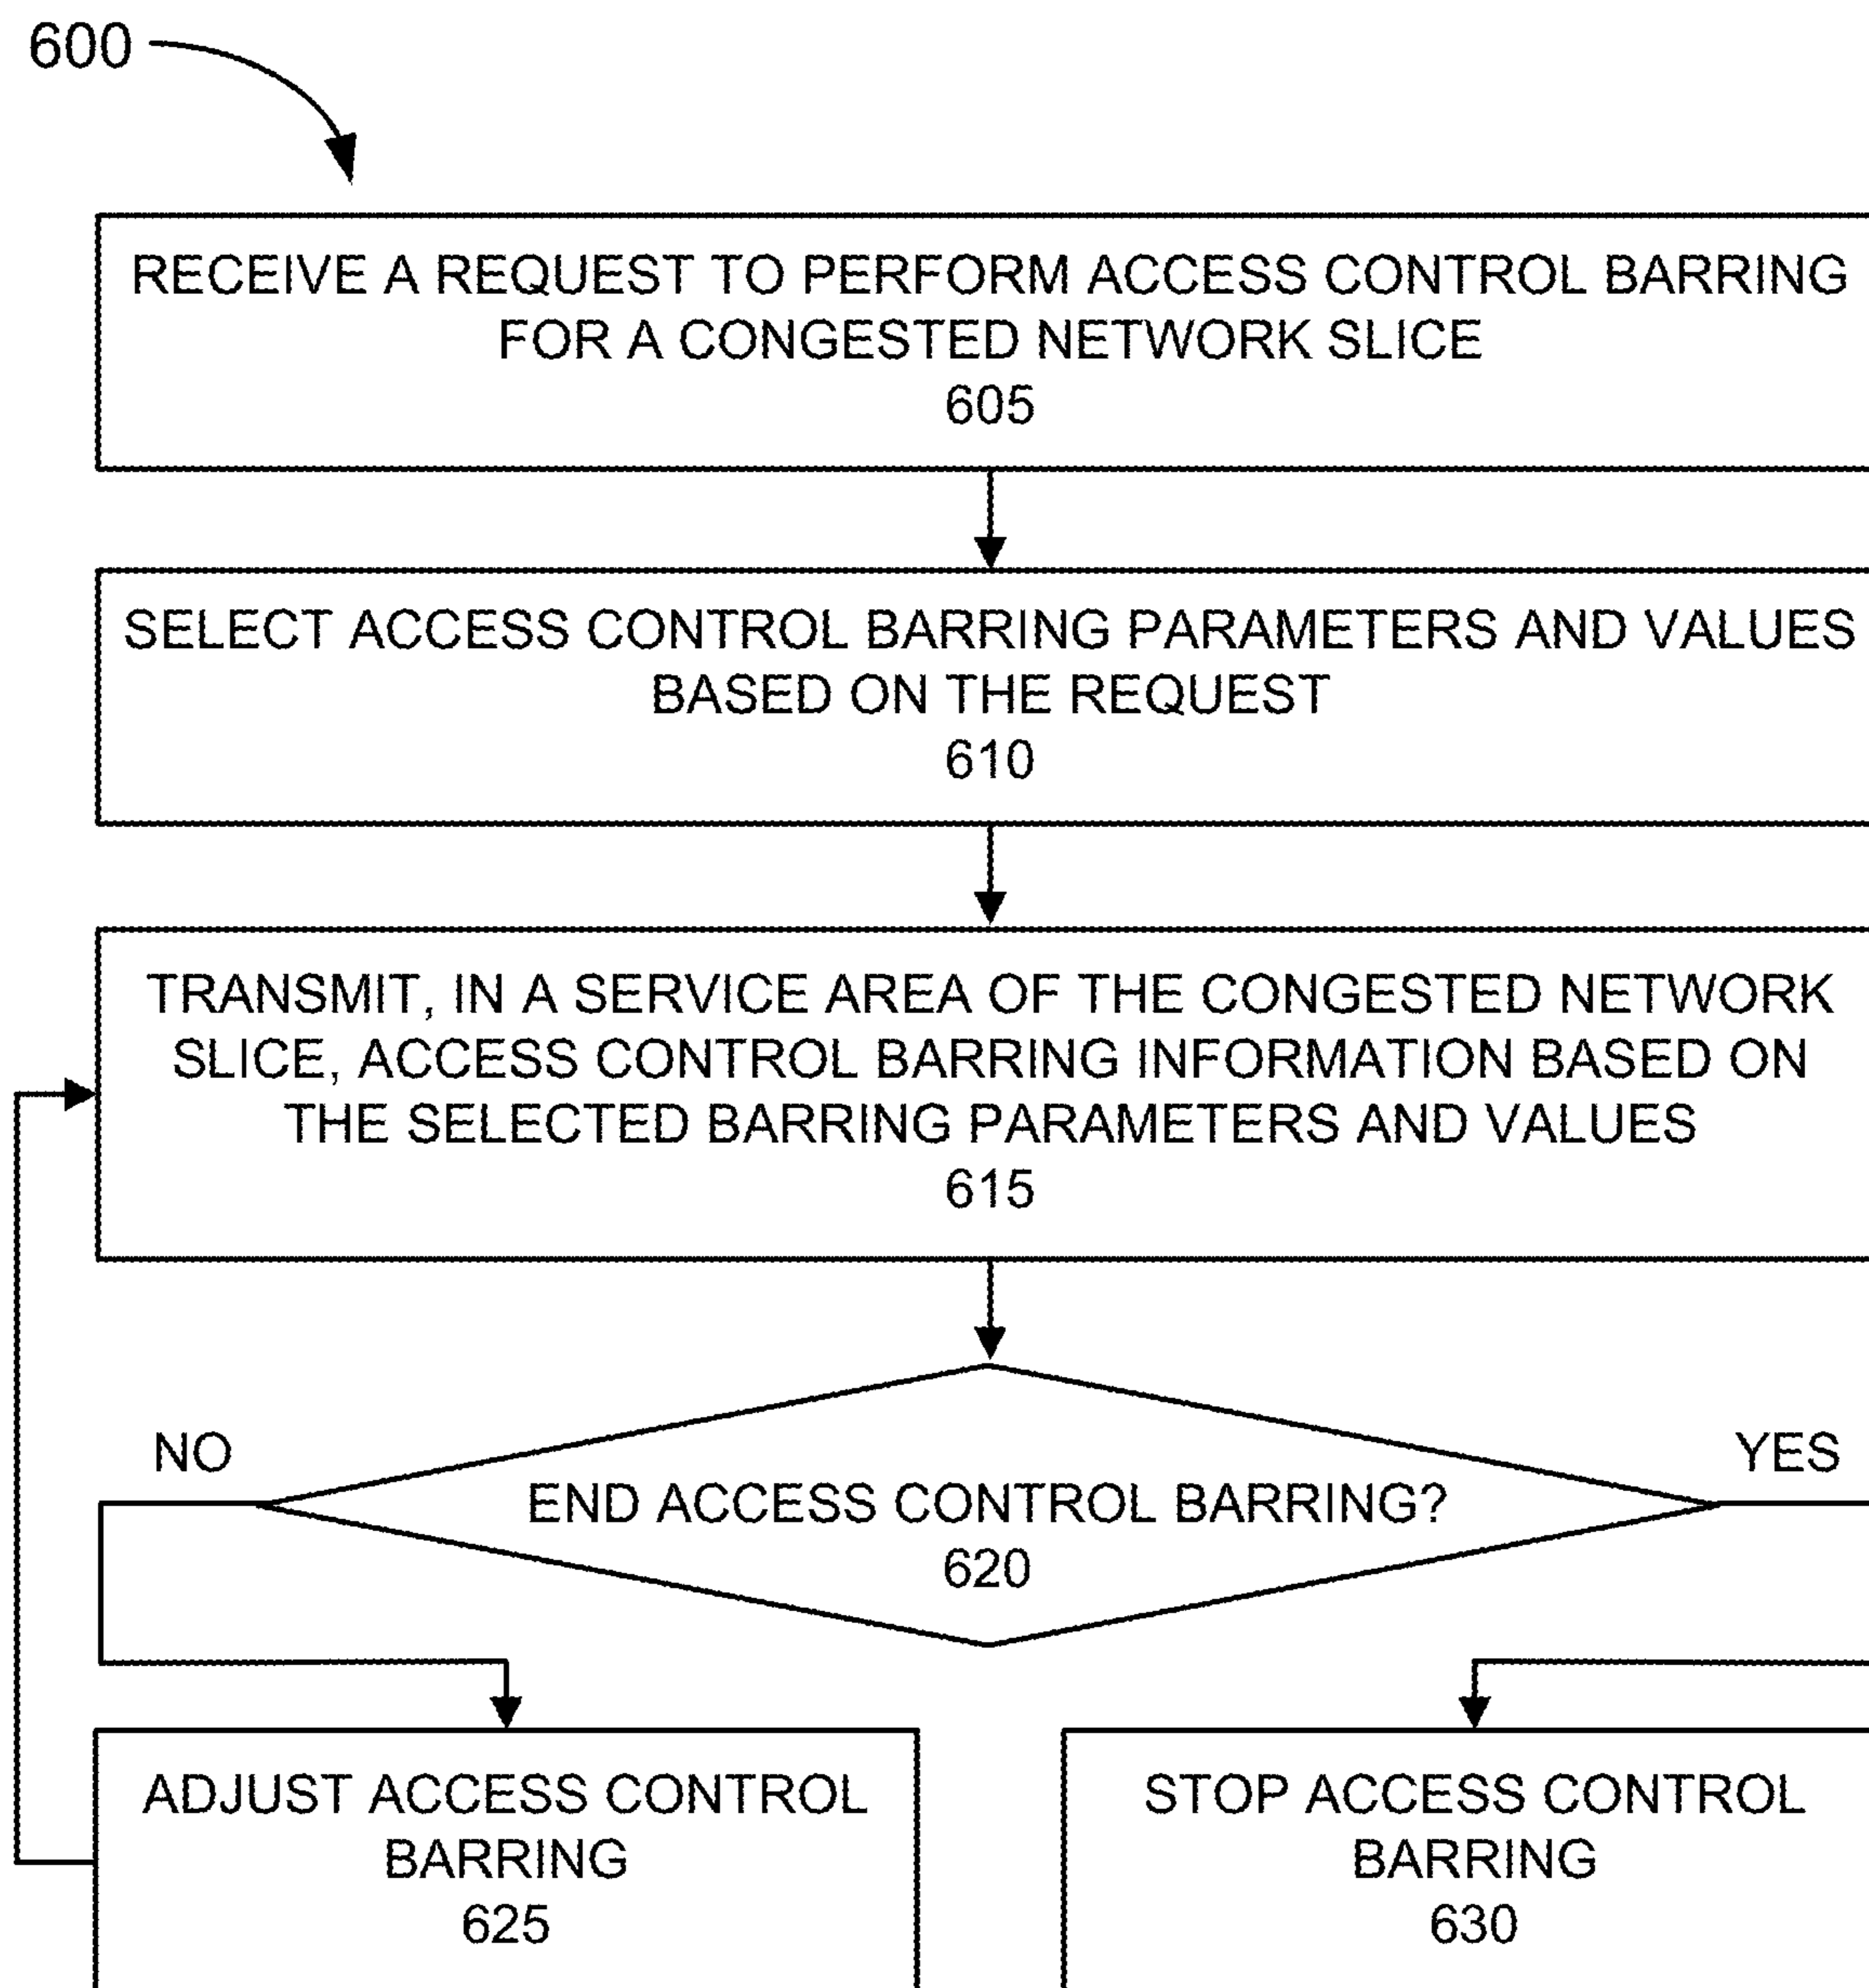 600
RECEIVE A REQUEST TO PERFORM ACCESS CONTROL BARRING
FOR A CONGESTED NETWORK SLICE
605
SELECT ACCESS CONTROL BARRING PARAMETERS AND VALUES
BASED ON THE REQUEST
610
TRANSMIT, IN A SERVICE AREA OF THE CONGESTED NETWORK
SLICE, ACCESS CONTROL BARRING INFORMATION BASED ON
THE SELECTED BARRING PARAMETERS AND VALUES
615
NO
YES
END ACCESS CONTROL BARRING?
620
ADJUST ACCESS CONTROL
BARRING
625
STOP ACCESS CONTROL
BARRING
630